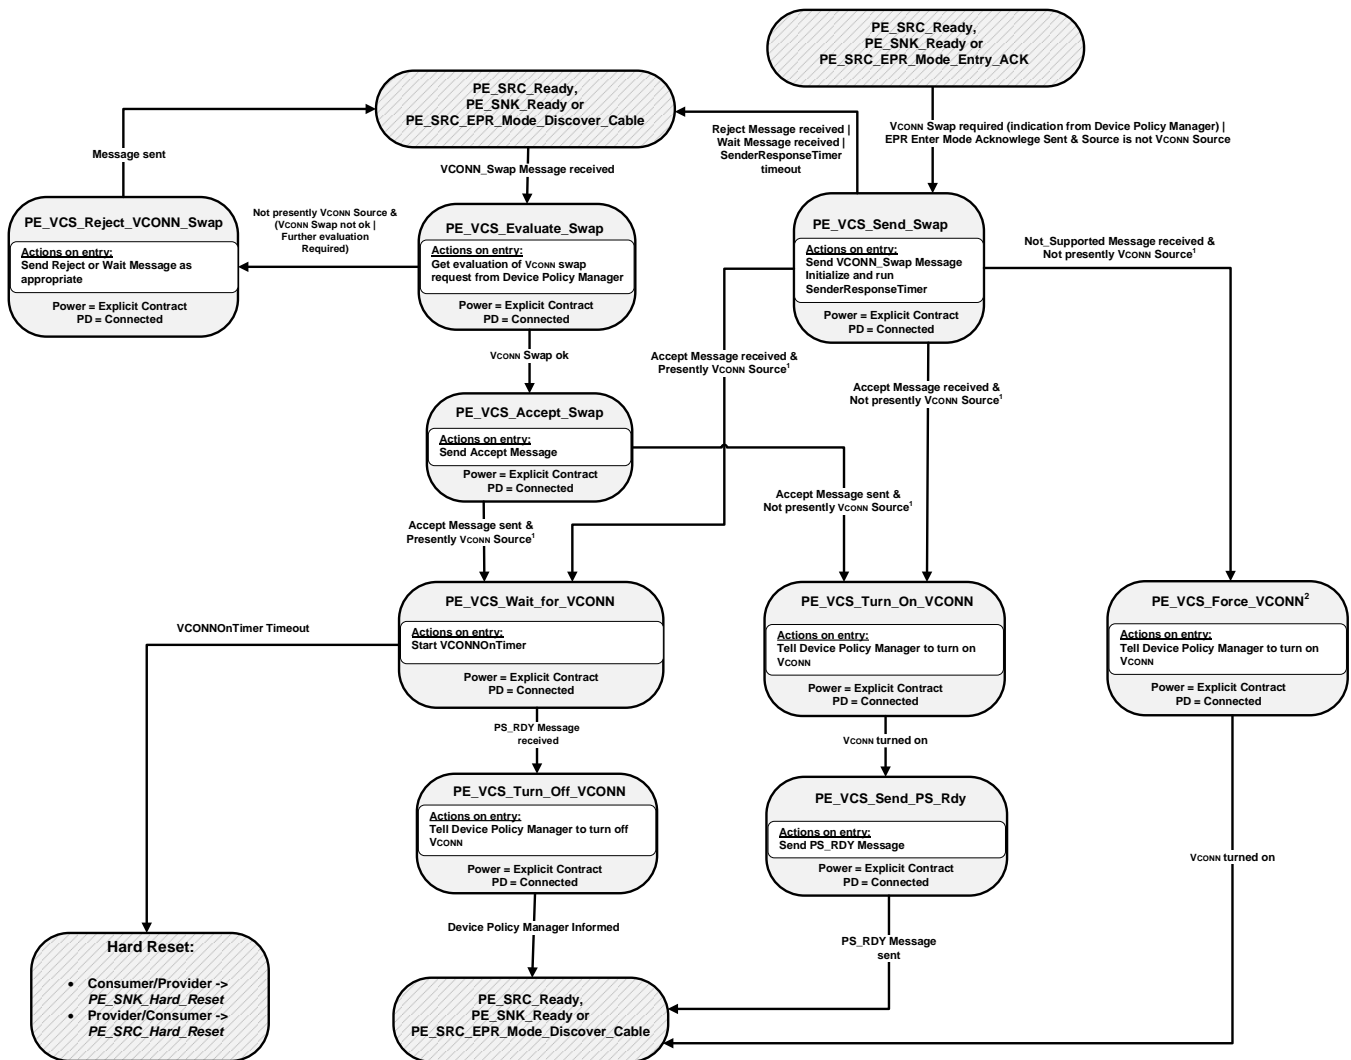 PE_SRC_Ready,
PE_SNK_Ready or
PE_SRC_EPR_Mode_Entry_ACK
PE_SRC_Ready,
PE_SNK_Ready or
PE_SRC_EPR_Mode_Discover_Cable
Message sent
Reject Message received |
Wait Message received |
SenderResponseTimer
timeout
VCONN Swap required (indication from Device Policy Manager) |
EPR Enter Mode Acknowlege Sent & Source is not VCONN Source
VCONN_Swap Message received
PE_VCS_Reject_VCONN_Swap
Actions on entry:
Send Reject or Wait Message as
appropriate
Power = Explicit Contract
PD = Connected
Not presently VCONN Source &
(VCONN Swap not ok |
Further evaluation
Required)
PE_VCS_Evaluate_Swap
Actions on entry:
Get evaluation of VCONN swap
request from Device Policy Manager
Power = Explicit Contract
PD = Connected
PE_VCS_Send_Swap
Actions on entry:
Send VCONN_Swap Message
Initialize and run
SenderResponseTimer
Power = Explicit Contract
PD = Connected
Not_Supported Message received &
Not presently VCONN Source1
VCONN Swap ok
Accept Message received &
Presently VCONN Source1
Accept Message received &
Not presently VCONN Source1
PE_VCS_Accept_Swap
Actions on entry:
Send Accept Message
Power = Explicit Contract
PD = Connected
Accept Message sent &
Not presently VCONN Source1
Accept Message sent &
Presently VCONN Source1
VCONNOnTimer Timeout
PE_VCS_Wait_for_VCONN
Actions on entry:
Start VCONNOnTimer
Power = Explicit Contract
PD = Connected
PE_VCS_Turn_On_VCONN
Actions on entry:
Tell Device Policy Manager to turn on
VCONN
Power = Explicit Contract
PD = Connected
PE_VCS_Force_VCONN2
Actions on entry:
Tell Device Policy Manager to turn on
VCONN
Power = Explicit Contract
PD = Connected
PS_RDY Message
received
VCONN turned on
PE_VCS_Turn_Off_VCONN
Actions on entry:
Tell Device Policy Manager to turn off
VCONN
Power = Explicit Contract
PD = Connected
PE_VCS_Send_PS_Rdy
Actions on entry:
Send PS_RDY Message
Power = Explicit Contract
PD = Connected
VCONN turned on
Device Policy Manager Informed
PS_RDY Message
sent
Hard Reset:
• Consumer/Provider ->
PE_SNK_Hard_Reset
• Provider/Consumer ->
PE_SRC_Hard_Reset
PE_SRC_Ready,
PE_SNK_Ready or
PE_SRC_EPR_Mode_Discover_Cable